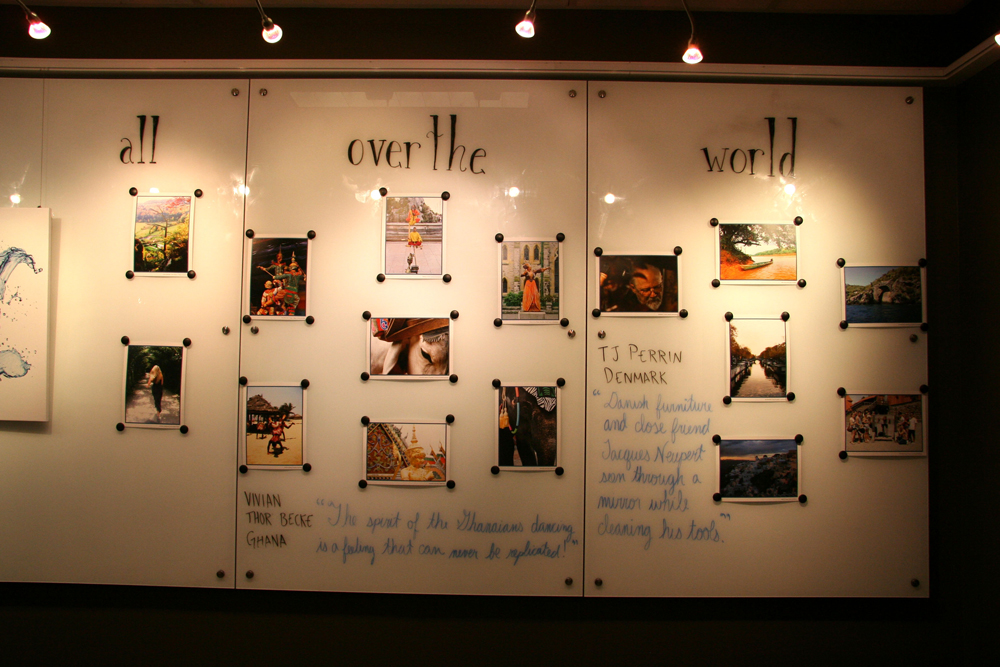 all over the world
TJ PERRIN
DENMARK
"Danish furniture
and close friend
Jacques Neupert
seen through a
mirror while
cleaning his tools."
VIVIAN
THOR BECKE
GHANA
"The spirit of the Ghanaians dancing
is a feeling that can never be replicated!"